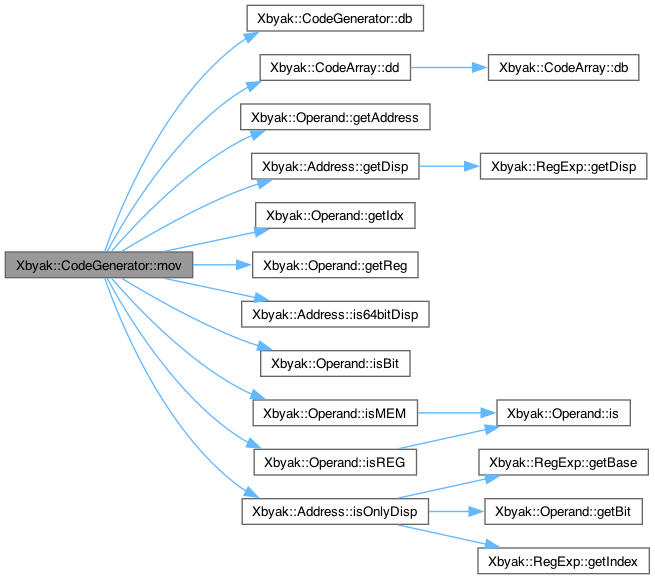 Xbyak::CodeGenerator::mov
Xbyak::CodeGenerator::db
Xbyak::CodeArray::dd
Xbyak::CodeArray::db
Xbyak::Operand::getAddress
Xbyak::Address::getDisp
Xbyak::RegExp::getDisp
Xbyak::Operand::getIdx
Xbyak::Operand::getReg
Xbyak::Address::is64bitDisp
Xbyak::Operand::isBit
Xbyak::Operand::isMEM
Xbyak::Operand::is
Xbyak::Operand::isREG
Xbyak::Address::isOnlyDisp
Xbyak::RegExp::getBase
Xbyak::Operand::getBit
Xbyak::RegExp::getIndex